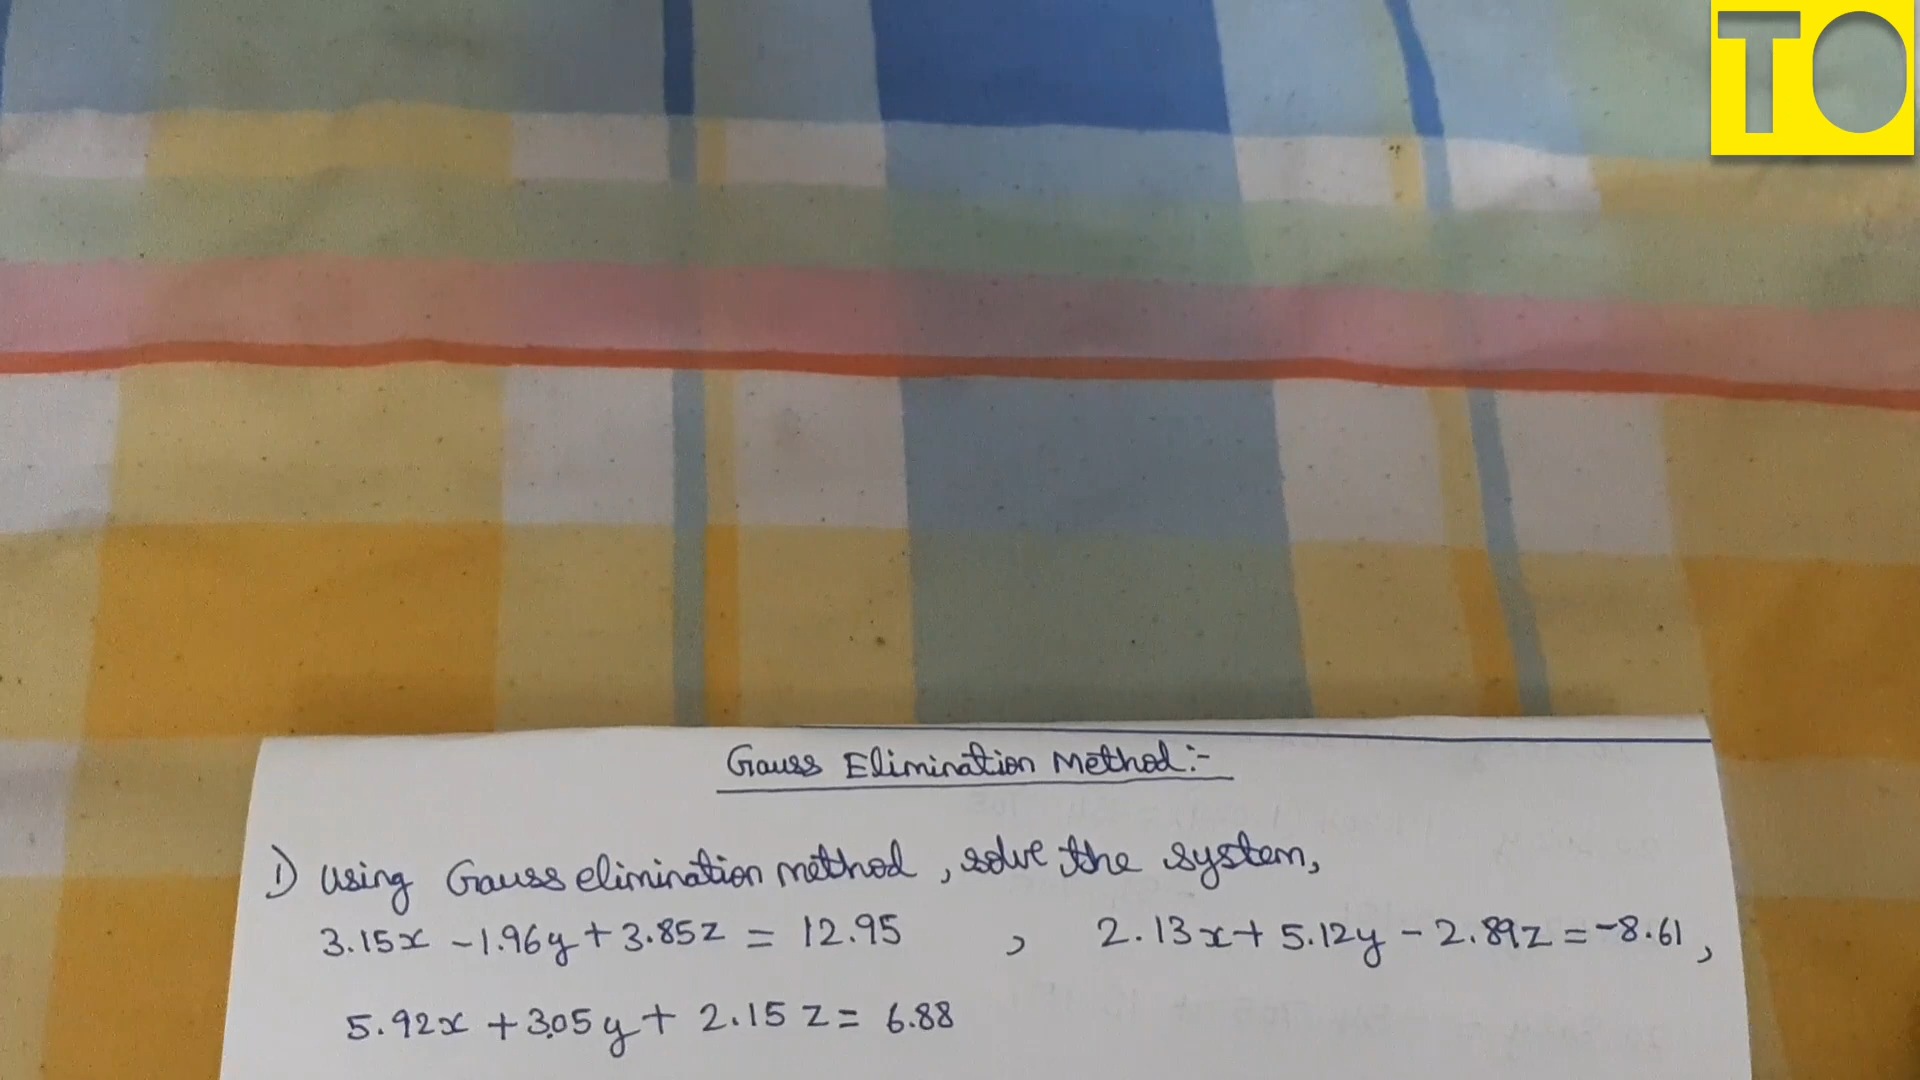 TO
Gauss Elimination Method:-
1) Using Gauss elimination method, solve the system,
3.15x - 1.96y + 3.85z = 12.95 , 2.13x + 5.12y - 2.89z = -8.61,
5.92x + 3.05y + 2.15z = 6.88